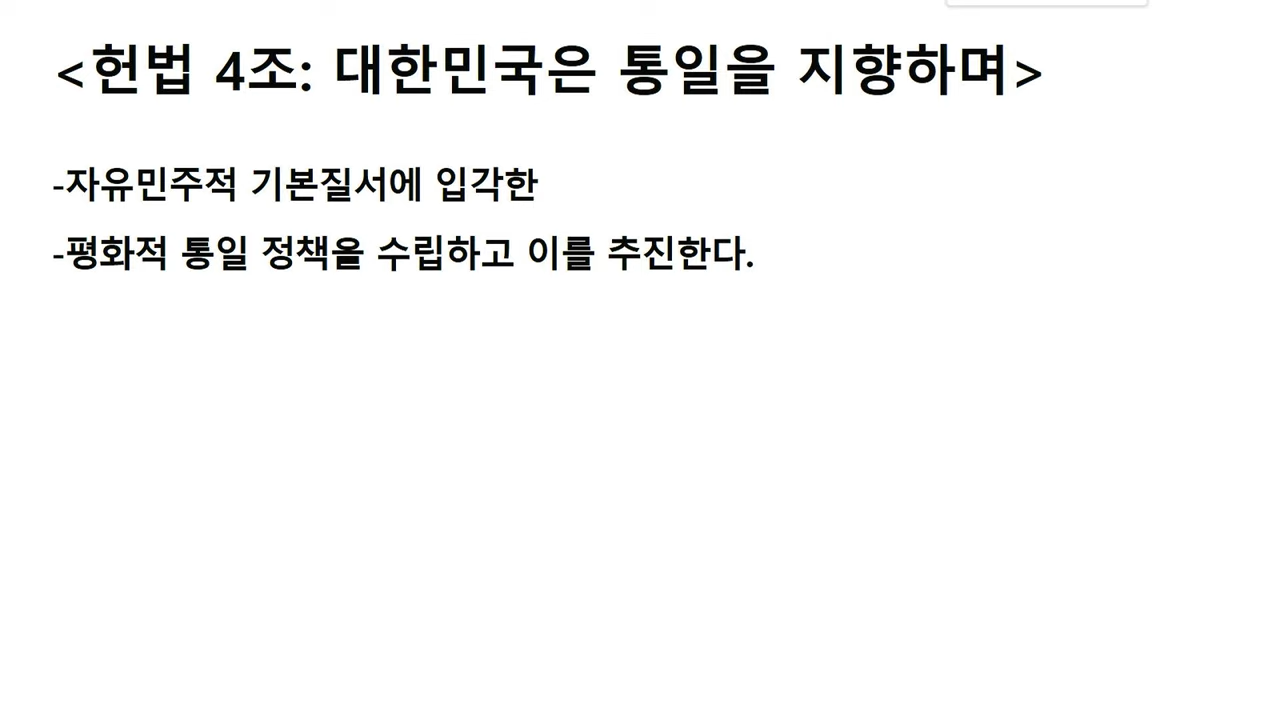 <헌법 4조: 대한민국은 통일을 지향하며>
-자유민주적 기본질서에 입각한
-평화적 통일 정책을 수립하고 이를 추진한다.